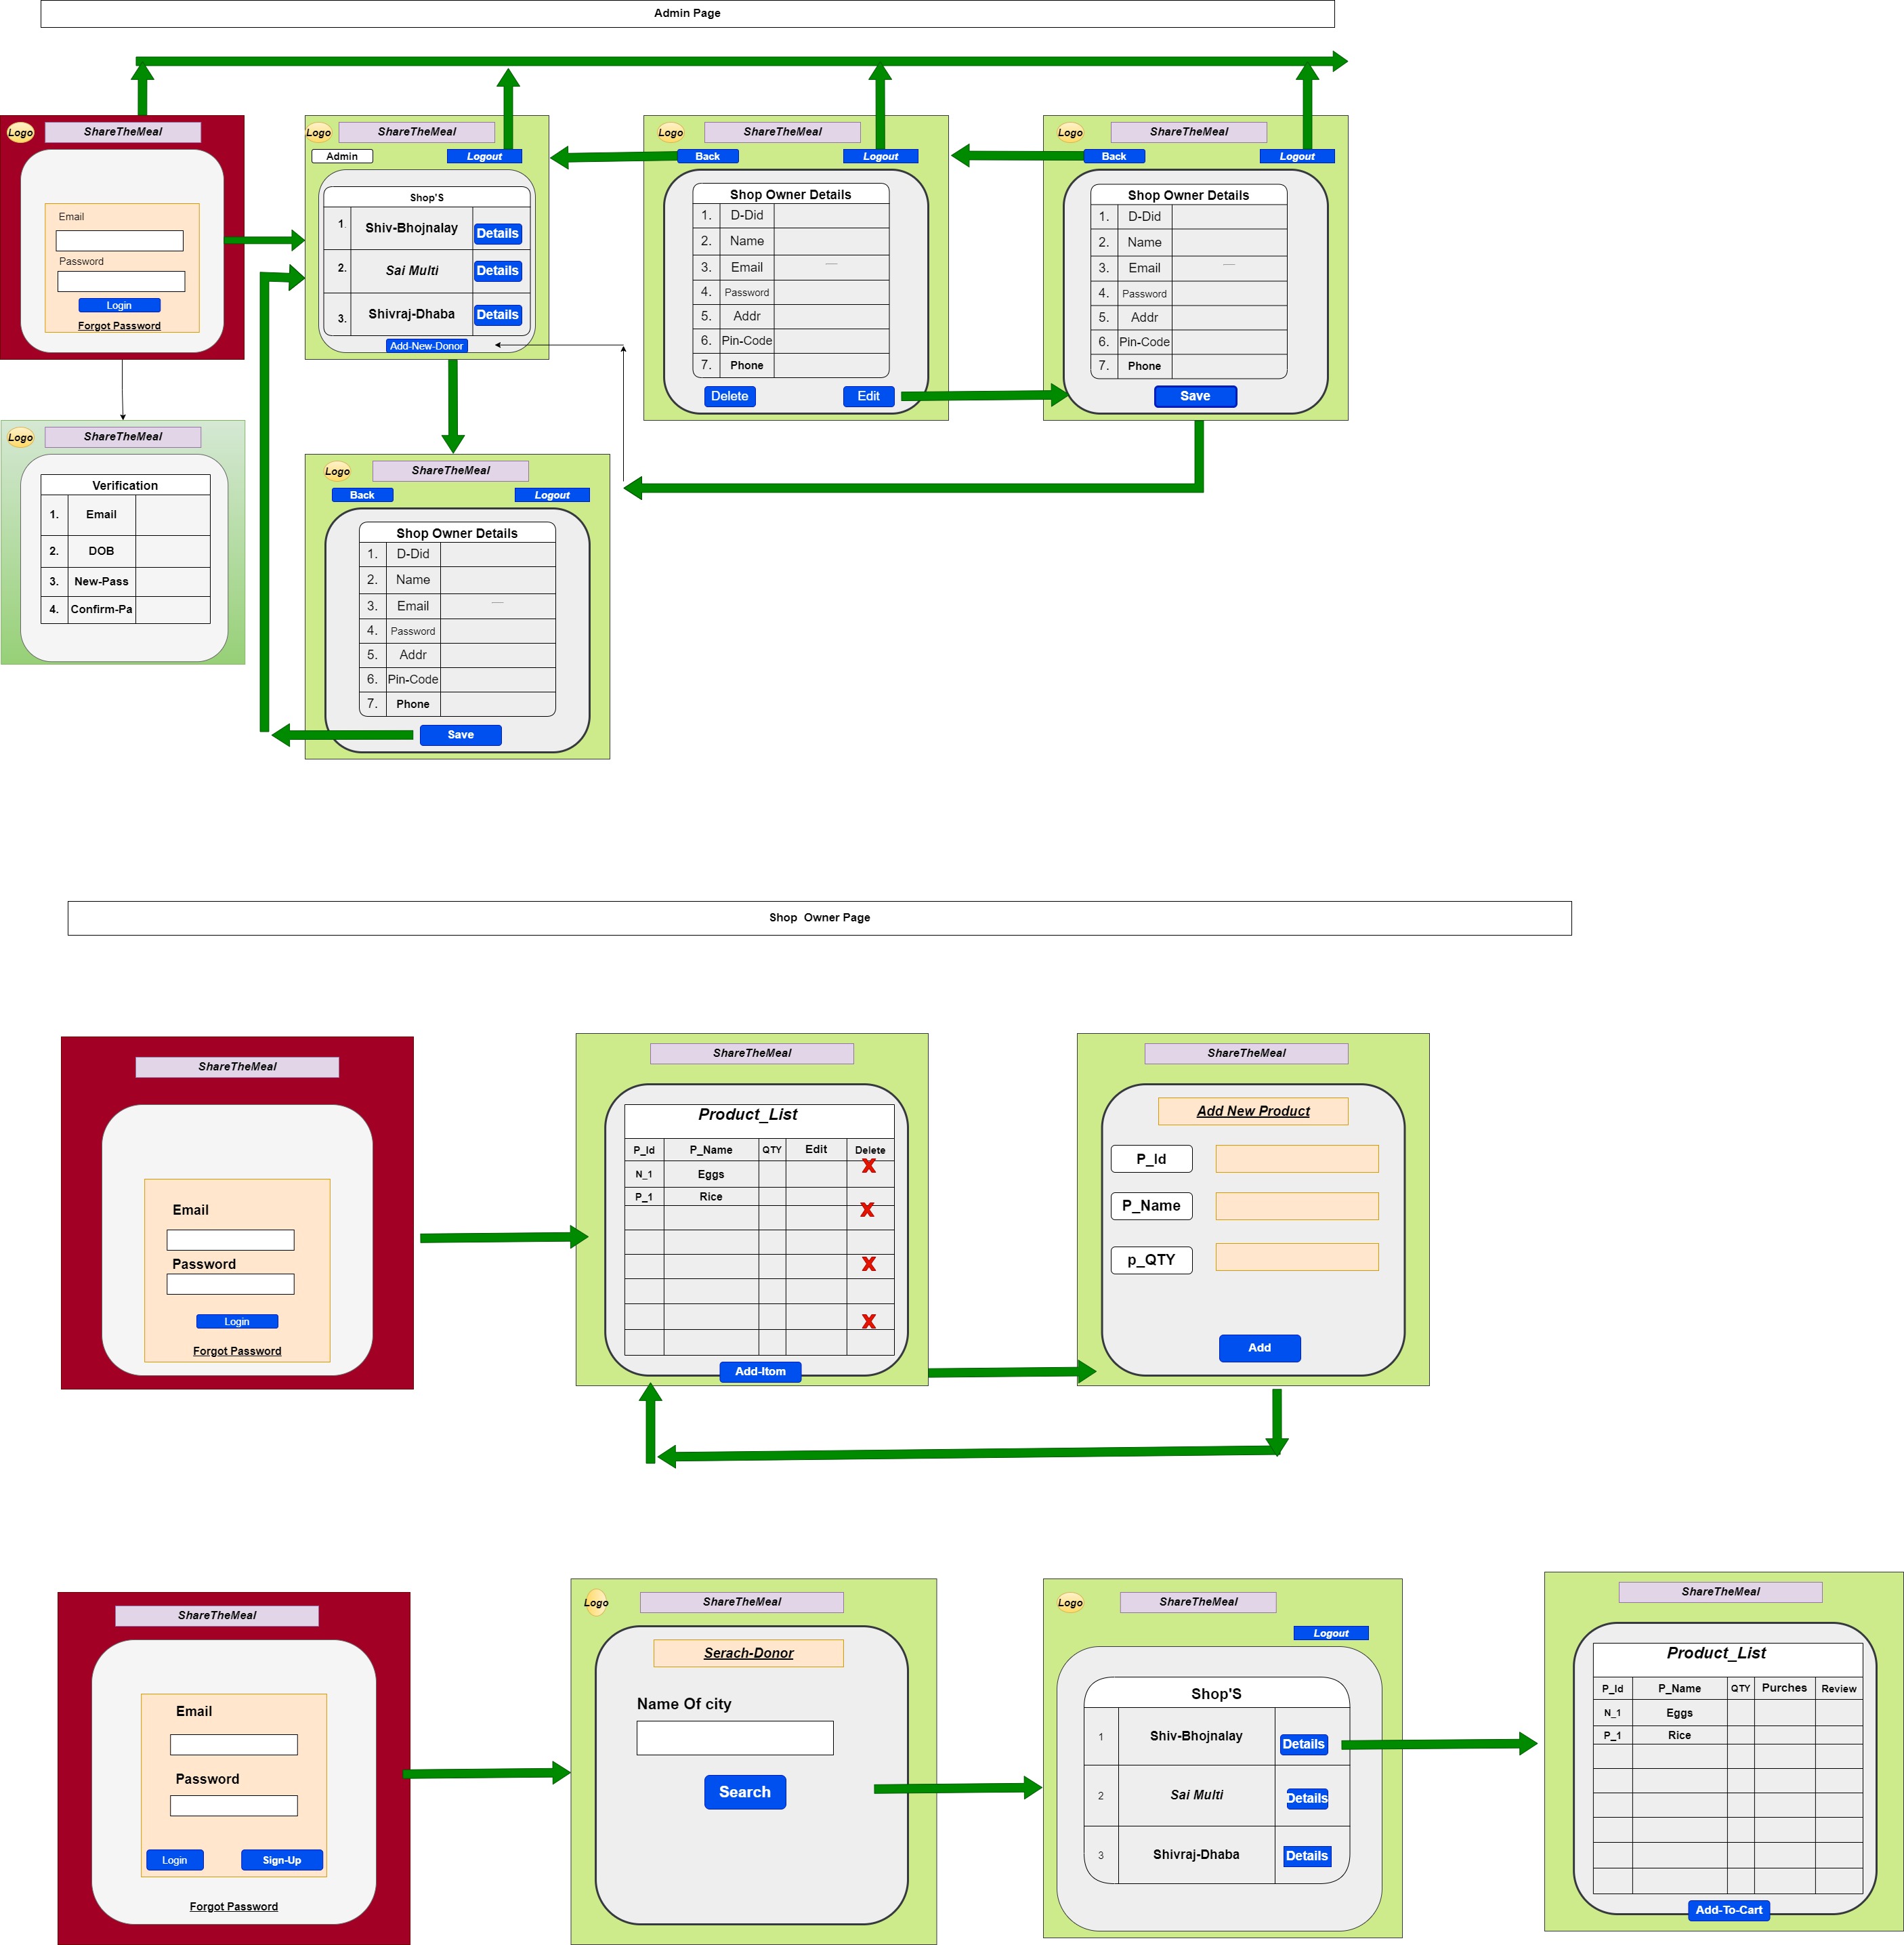 Admin Page
Logo
ShareTheMeal
Email
Password
Login
Forgot Password
Logo
ShareTheMeal
Admin
Logout
Shop'S
1. Shiv-Bhojnalay Details
2. Sai Multi Details
3. Shivraj-Dhaba Details
Add-New-Donor
Logo
ShareTheMeal
Back
Logout
Shop Owner Details
1. D-Did
2. Name
3. Email
4. Password
5. Addr
6. Pin-Code
7. Phone
Delete
Edit
Logo
ShareTheMeal
Back
Logout
Shop Owner Details
1. D-Did
2. Name
3. Email
4. Password
5. Addr
6. Pin-Code
7. Phone
Save
Logo
ShareTheMeal
Verification
1. Email
2. DOB
3. New-Pass
4. Confirm-Pa
Logo
ShareTheMeal
Back
Logout
Shop Owner Details
1. D-Did
2. Name
3. Email
4. Password
5. Addr
6. Pin-Code
7. Phone
Save
Shop Owner Page
ShareTheMeal
Email
Password
Login
Forgot Password
ShareTheMeal
Product_List
P_Id P_Name QTY Edit Delete
N_1 Eggs X
P_1 Rice
X
X
X
Add-Itom
ShareTheMeal
Add New Product
P_Id
P_Name
p_QTY
Add
ShareTheMeal
Email
Password
Login
Sign-Up
Forgot Password
Logo
ShareTheMeal
Serach-Donor
Name Of city
Search
Logo
ShareTheMeal
Logout
Shop'S
1 Shiv-Bhojnalay Details
2 Sai Multi Details
3 Shivraj-Dhaba Details
ShareTheMeal
Product_List
P_Id P_Name QTY Purches Review
N_1 Eggs
P_1 Rice
Add-To-Cart